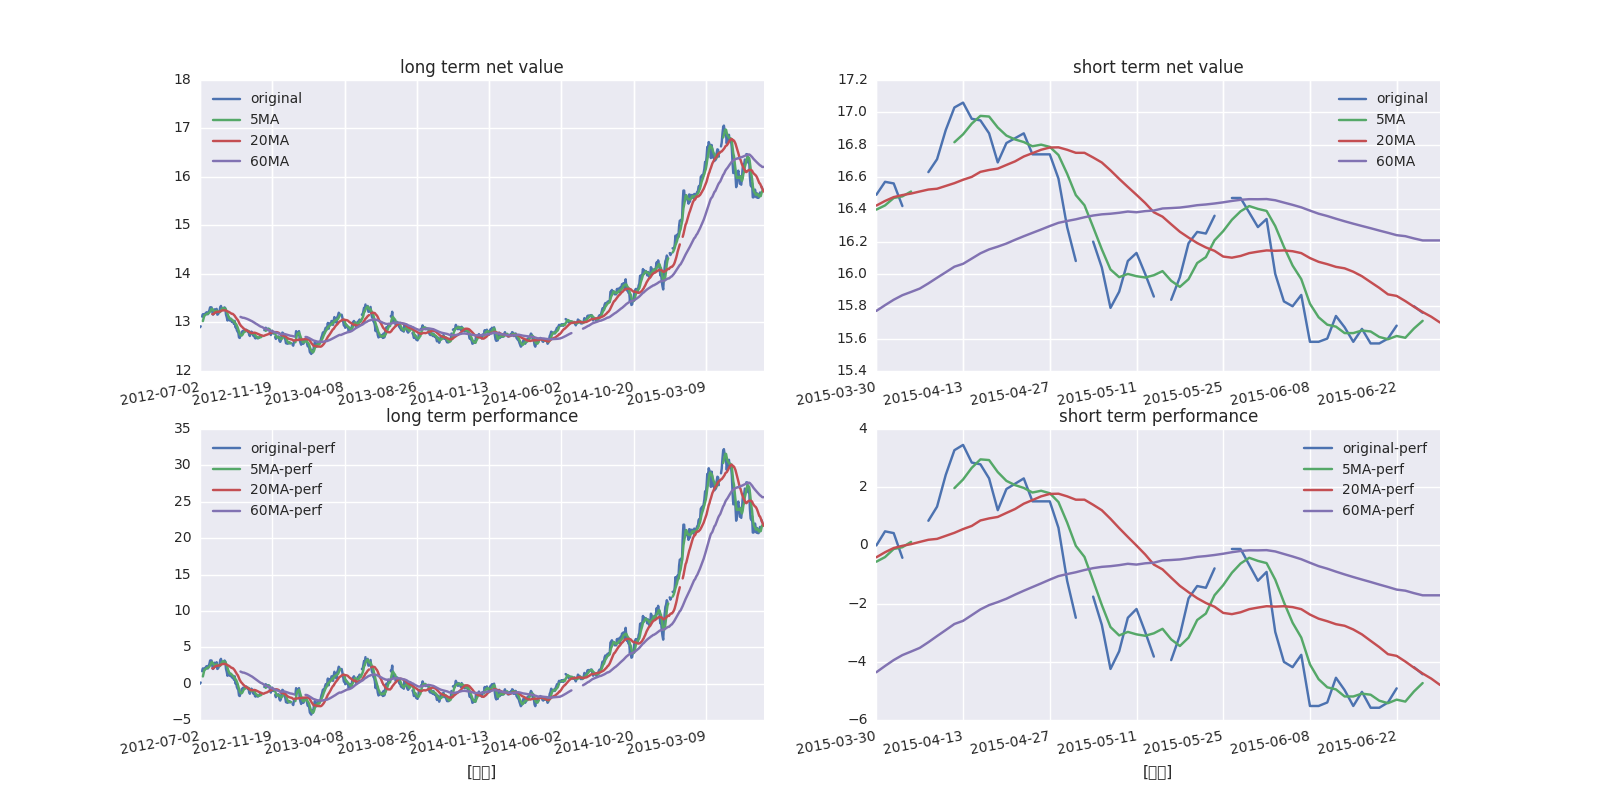 long term net value
18
17
16
15
14
13
12
original
5MA
20MA
60MA
2012-07-02 2012-11-19 2013-04-08 2013-08-26 2014-01-13 2014-06-02 2014-10-20 2015-03-09
short term net value
17.2
17.0
16.8
16.6
16.4
16.2
16.0
15.8
15.6
15.4
original
5MA
20MA
60MA
2015-03-30 2015-04-13 2015-04-27 2015-05-11 2015-05-25 2015-06-08 2015-06-22
long term performance
35
30
25
20
15
10
5
0
−5
original-perf
5MA-perf
20MA-perf
60MA-perf
2012-07-02 2012-11-19 2013-04-08 2013-08-26 2014-01-13 2014-06-02 2014-10-20 2015-03-09
short term performance
4
2
0
−2
−4
−6
original-perf
5MA-perf
20MA-perf
60MA-perf
2015-03-30 2015-04-13 2015-04-27 2015-05-11 2015-05-25 2015-06-08 2015-06-22